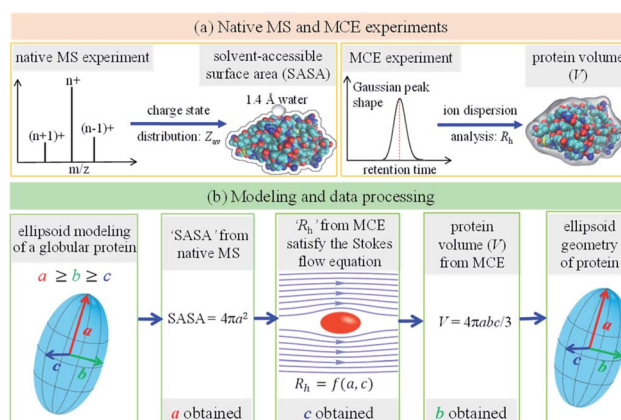 (a) Native MS and MCE experiments
native MS experiment
n+
(n+1)+
(n-1)+
m/z
charge state
distribution: Zav
solvent-accessible
surface area (SASA)
1.4 Å water
MCE experiment
Gaussian peak
shape
retention time
ion dispersion
analysis: Rh
protein volume
(V)
(b) Modeling and data processing
ellipsoid modeling
of a globular protein
a ≥ b ≥ c
a
c
b
'SASA' from
native MS
SASA = 4πa²
a obtained
'Rh' from MCE
satisfy the Stokes
flow equation
Rh = f(a, c)
c obtained
protein
volume (V)
from MCE
V = 4πabc/3
b obtained
ellipsoid
geometry
of protein
a
c
b